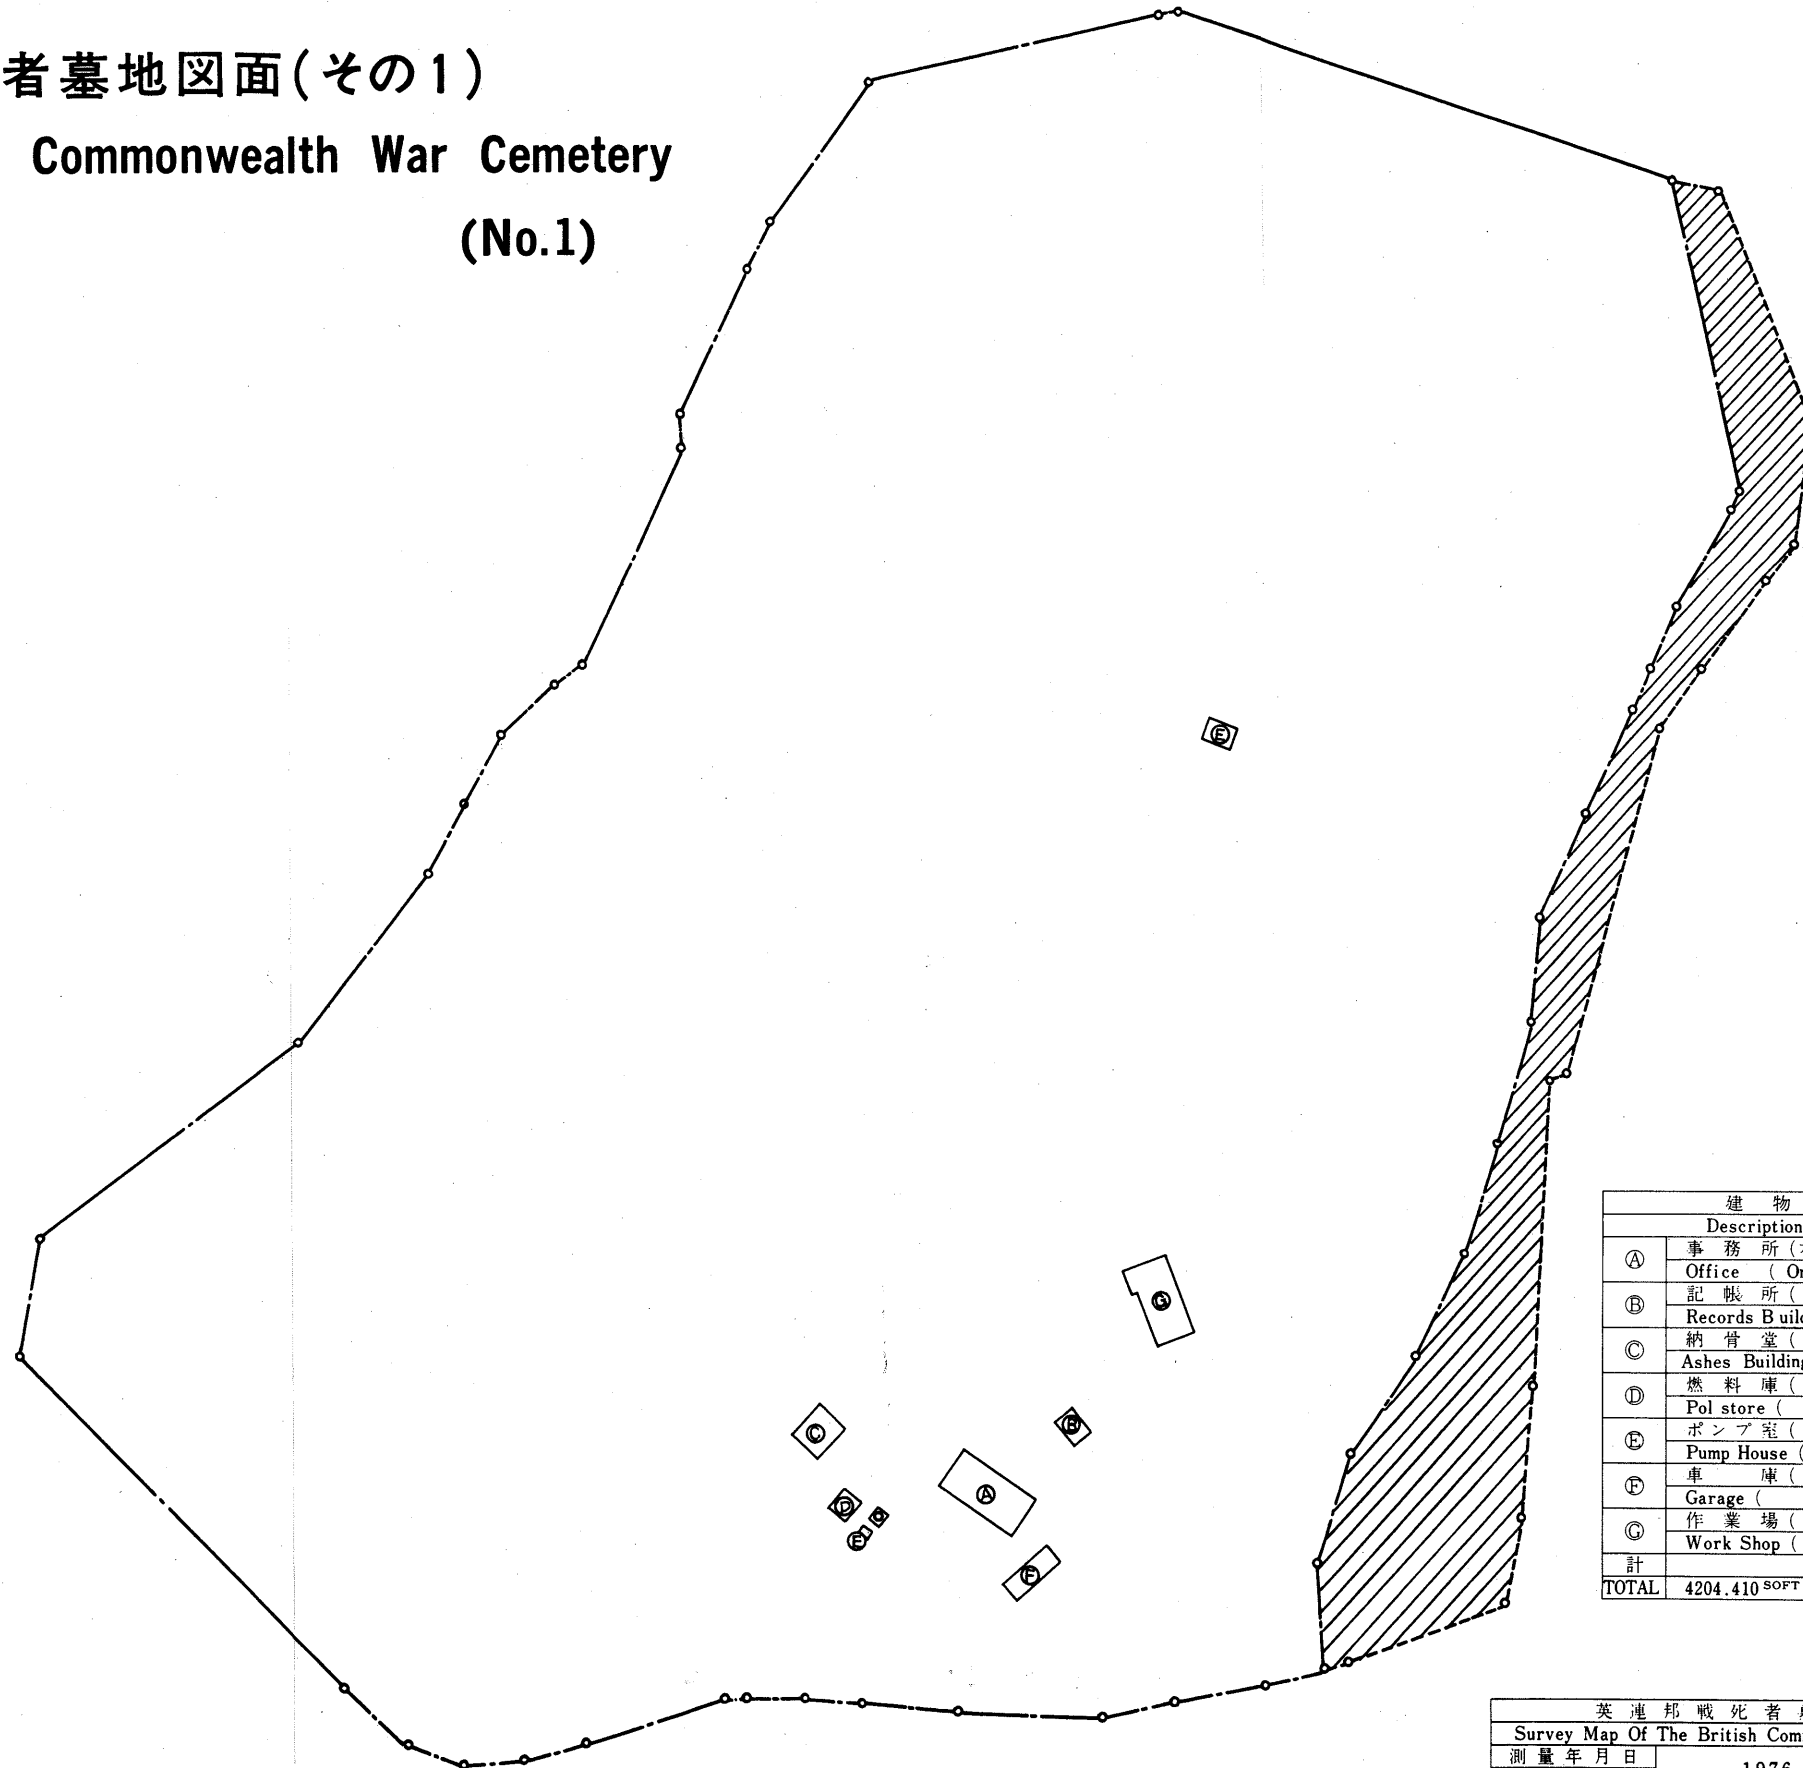 者墓地図面(その1)
Commonwealth War Cemetery
(No.1)
Ⓔ
Ⓖ
Ⓒ
Ⓑ
Ⓐ
Ⓓ
Ⓔ
Ⓕ
建物
Description
Ⓐ 事務所(
Office (
Ⓑ 記帳所(
Records Buil
Ⓒ 納骨堂(
Ashes Building
Ⓓ 燃料庫(
Pol store (
Ⓔ ポンプ室(
Pump House (
Ⓕ 車庫(
Garage (
Ⓖ 作業場(
Work Shop (
計
TOTAL 4204.410 SOFT
英連邦戦死者
Survey Map Of The British Com
測量年月日
1976